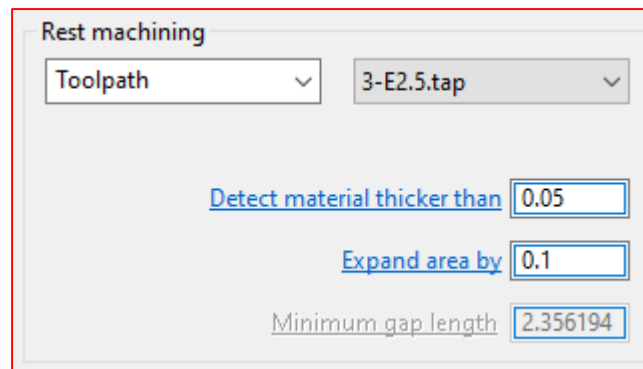 Rest machining
Toolpath 3-E2.5.tap
Detect material thicker than 0.05
Expand area by 0.1
Minimum gap length 2.356194